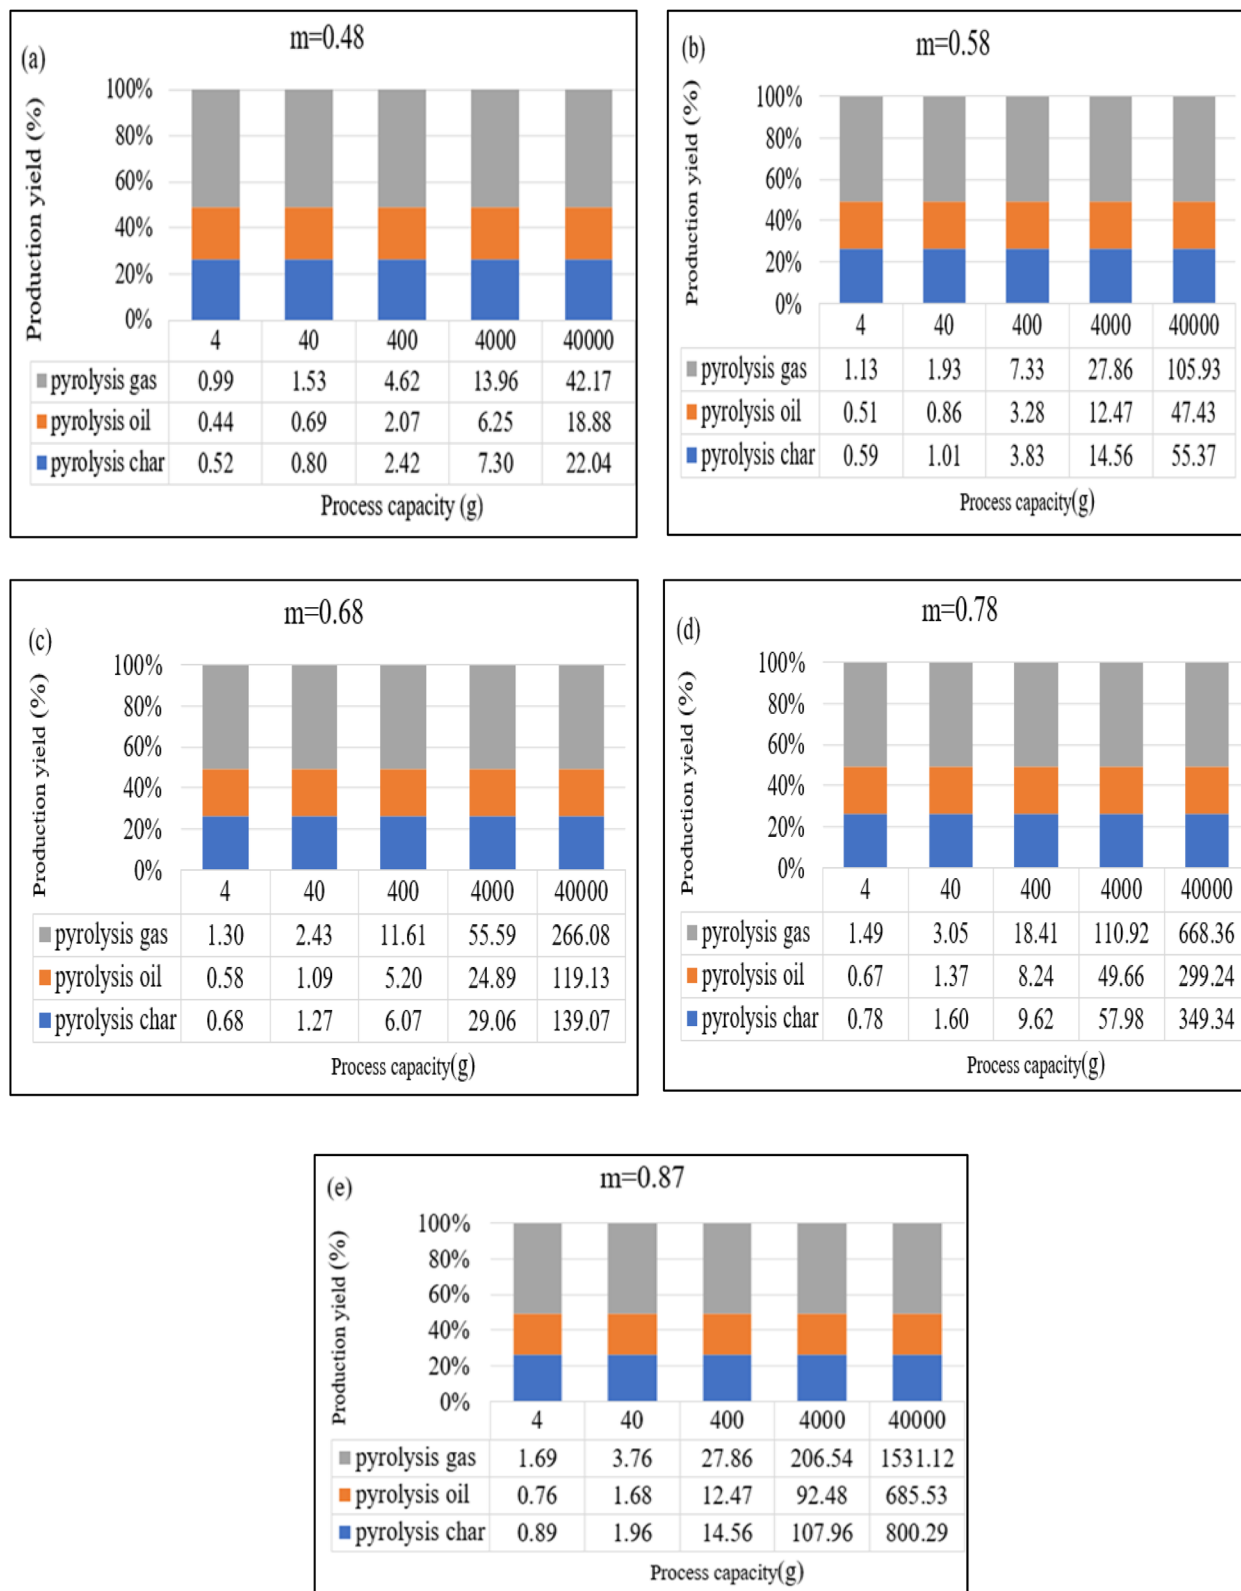 (a)
m=0.48
Production yield (%)
100%
80%
60%
40%
20%
0%
4 40 400 4000 40000
pyrolysis gas 0.99 1.53 4.62 13.96 42.17
pyrolysis oil 0.44 0.69 2.07 6.25 18.88
pyrolysis char 0.52 0.80 2.42 7.30 22.04
Process capacity (g)
(b)
m=0.58
Production yield (%)
100%
80%
60%
40%
20%
0%
4 40 400 4000 40000
pyrolysis gas 1.13 1.93 7.33 27.86 105.93
pyrolysis oil 0.51 0.86 3.28 12.47 47.43
pyrolysis char 0.59 1.01 3.83 14.56 55.37
Process capacity(g)
(c)
m=0.68
Production yield (%)
100%
80%
60%
40%
20%
0%
4 40 400 4000 40000
pyrolysis gas 1.30 2.43 11.61 55.59 266.08
pyrolysis oil 0.58 1.09 5.20 24.89 119.13
pyrolysis char 0.68 1.27 6.07 29.06 139.07
Process capacity(g)
(d)
m=0.78
Production yield (%)
100%
80%
60%
40%
20%
0%
4 40 400 4000 40000
pyrolysis gas 1.49 3.05 18.41 110.92 668.36
pyrolysis oil 0.67 1.37 8.24 49.66 299.24
pyrolysis char 0.78 1.60 9.62 57.98 349.34
Process capacity(g)
(e)
m=0.87
Production yield (%)
100%
80%
60%
40%
20%
0%
4 40 400 4000 40000
pyrolysis gas 1.69 3.76 27.86 206.54 1531.12
pyrolysis oil 0.76 1.68 12.47 92.48 685.53
pyrolysis char 0.89 1.96 14.56 107.96 800.29
Process capacity(g)